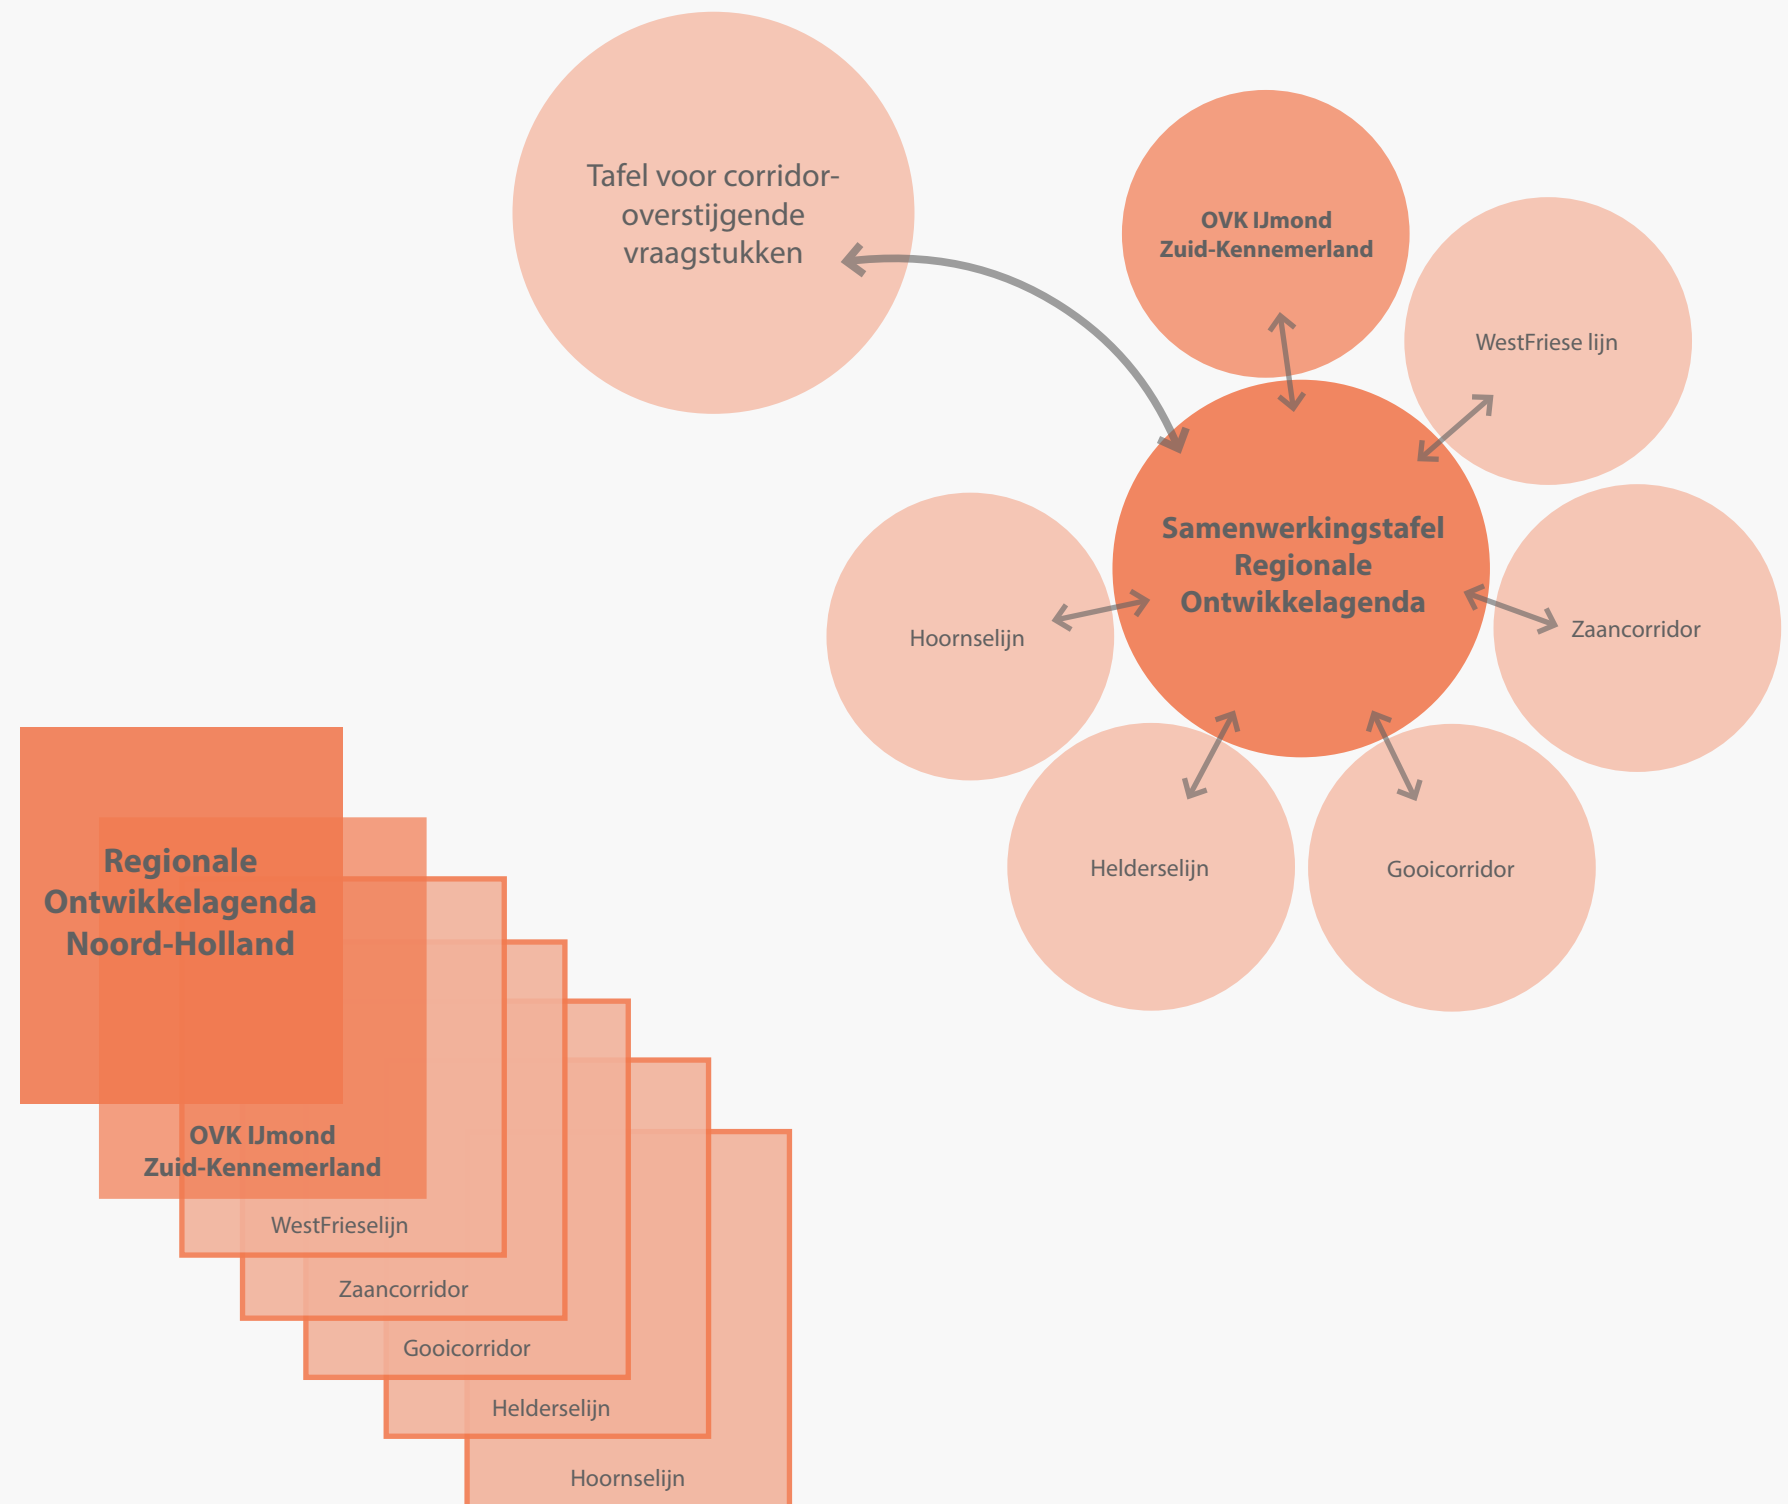 Tafel voor corridor-
overstijgende
vraagstukken
OVK IJmond
Zuid-Kennemerland
WestFriese lijn
Samenwerkingstafel
Regionale
Ontwikkelagenda
Hoornselijn
Zaancorridor
Helderselijn
Gooicorridor
Regionale
Ontwikkelagenda
Noord-Holland
OVK IJmond
Zuid-Kennemerland
WestFrieselijn
Zaancorridor
Gooicorridor
Helderselijn
Hoornselijn